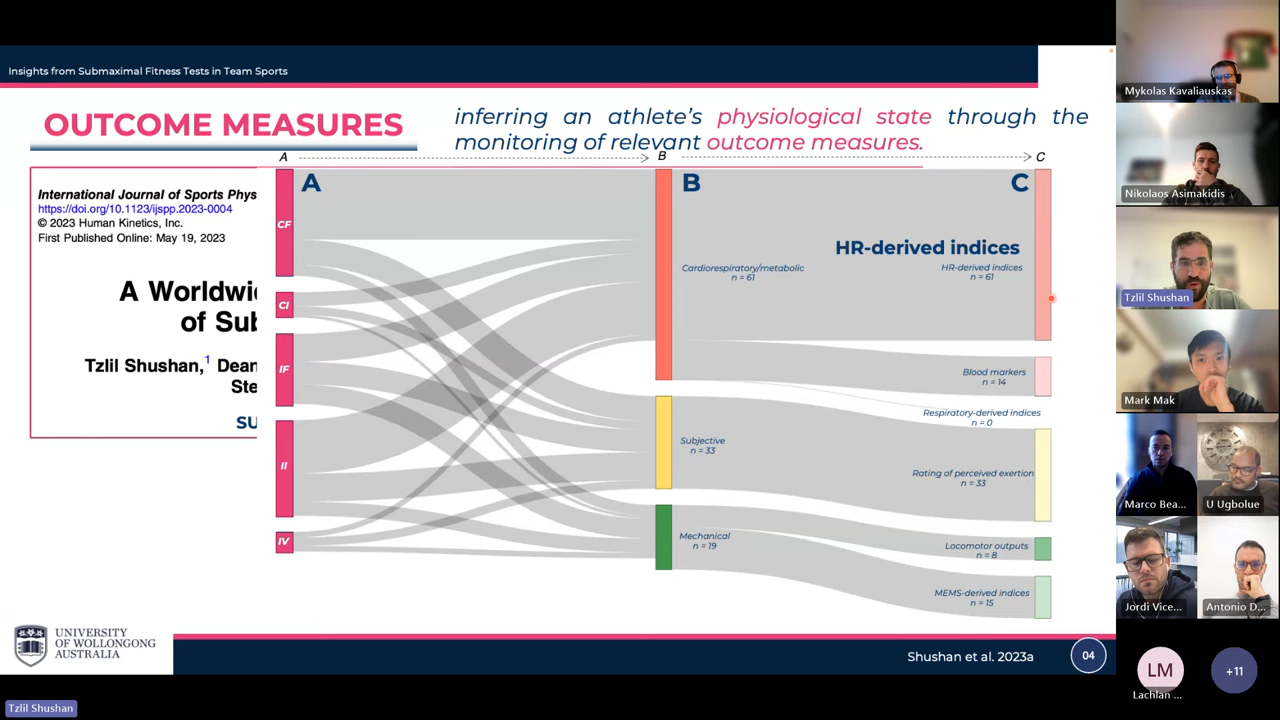 Insights from Submaximal Fitness Tests in Team Sports
OUTCOME MEASURES
inferring an athlete's physiological state through the
monitoring of relevant outcome measures.
International Journal of Sports Phys
https://doi.org/10.1123/ijspp.2023-0004
© 2023 Human Kinetics, Inc.
First Published Online: May 19, 2023
A Worldwi
of Sub
Tzlil Shushan,1 Dean
Ste
SU
A
B
C
A
B
C
CF
CI
IF
II
IV
Cardiorespiratory/metabolic
n = 61
Subjective
n = 33
Mechanical
n = 19
HR-derived indices
HR-derived indices
n = 61
Blood markers
n = 14
Respiratory-derived indices
n = 0
Rating of perceived exertion
n = 33
Locomotor outputs
n = 8
MEMS-derived indices
n = 15
UNIVERSITY
OF WOLLONGONG
AUSTRALIA
Shushan et al. 2023a
04
Tzlil Shushan
Mykolas Kavaliauskas
Nikolaos Asimakidis
Tzlil Shushan
Mark Mak
Marco Bea...
U Ugbolue
Jordi Vice...
Antonio D...
LM
Lachlan ...
+11